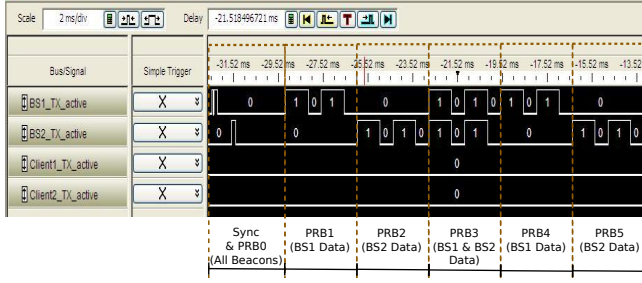 Scale 2 ms/div Delay -21.518496721 ms T
Bus/Signal Simple Trigger -31.52 ms -29.52 ms -27.52 ms -25.52 ms -23.52 ms -21.52 ms -19.52 ms -17.52 ms -15.52 ms -13.52
BS1_TX_active X 0 1 0 1 0 1 0 1 0 1 0 1 0
BS2_TX_active X 0 0 1 0 1 0 1 0 1 0 1 0 1 0
Client1_TX_active X 0
Client2_TX_active X 0
Sync PRB1 PRB2 PRB3 PRB4 PRB5
& PRB0 (BS1 Data) (BS2 Data) (BS1 & BS2 (BS1 Data) (BS2 Data)
(All Beacons) Data)